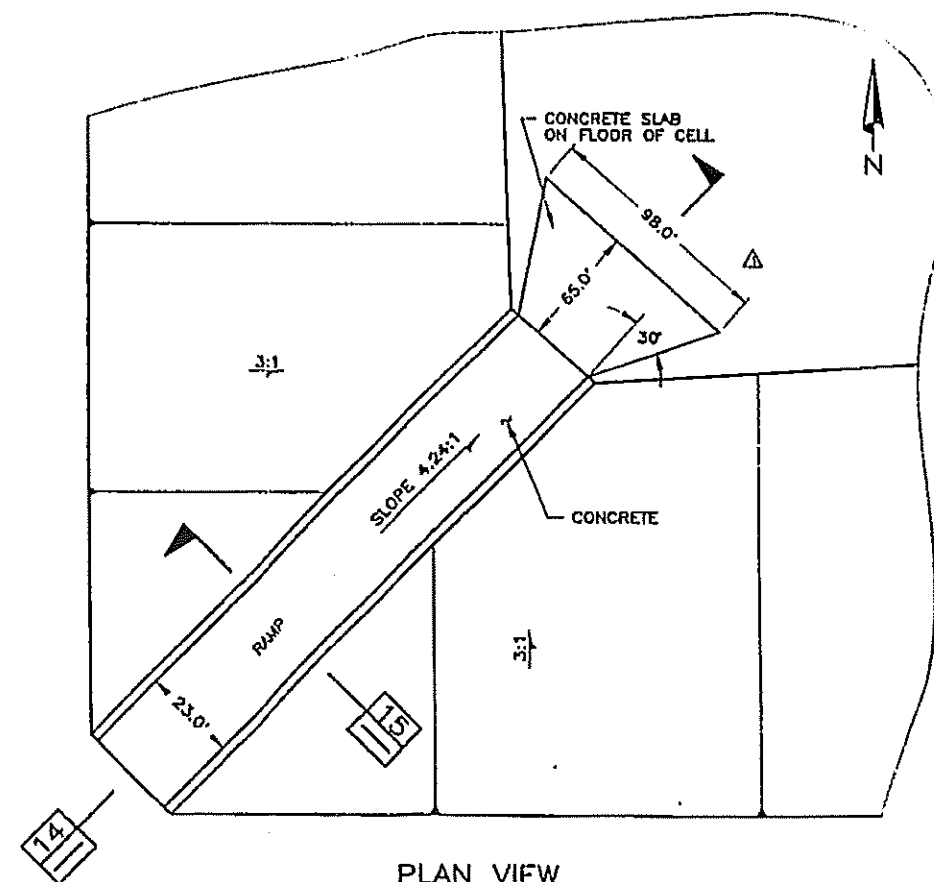 CONCRETE SLAB
ON FLOOR OF CELL
N
98.0'
1
65.0'
30°
3:1
SLOPE 4.24:1
CONCRETE
RAMP
3:1
23.0'
15
14
PLAN VIEW